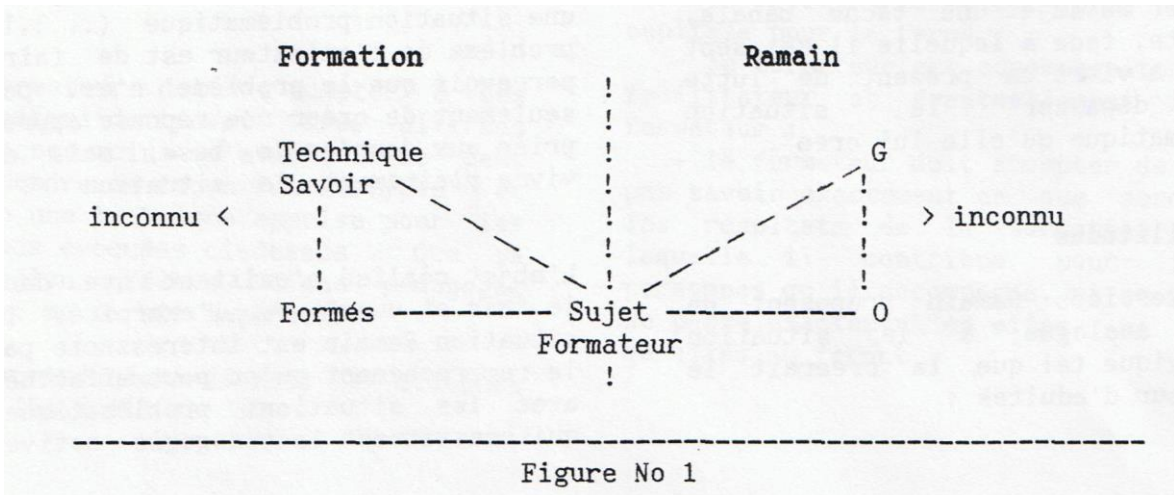 Formation Ramain
Technique G
Savoir
inconnu < > inconnu
Formés Sujet O
Formateur
Figure No 1